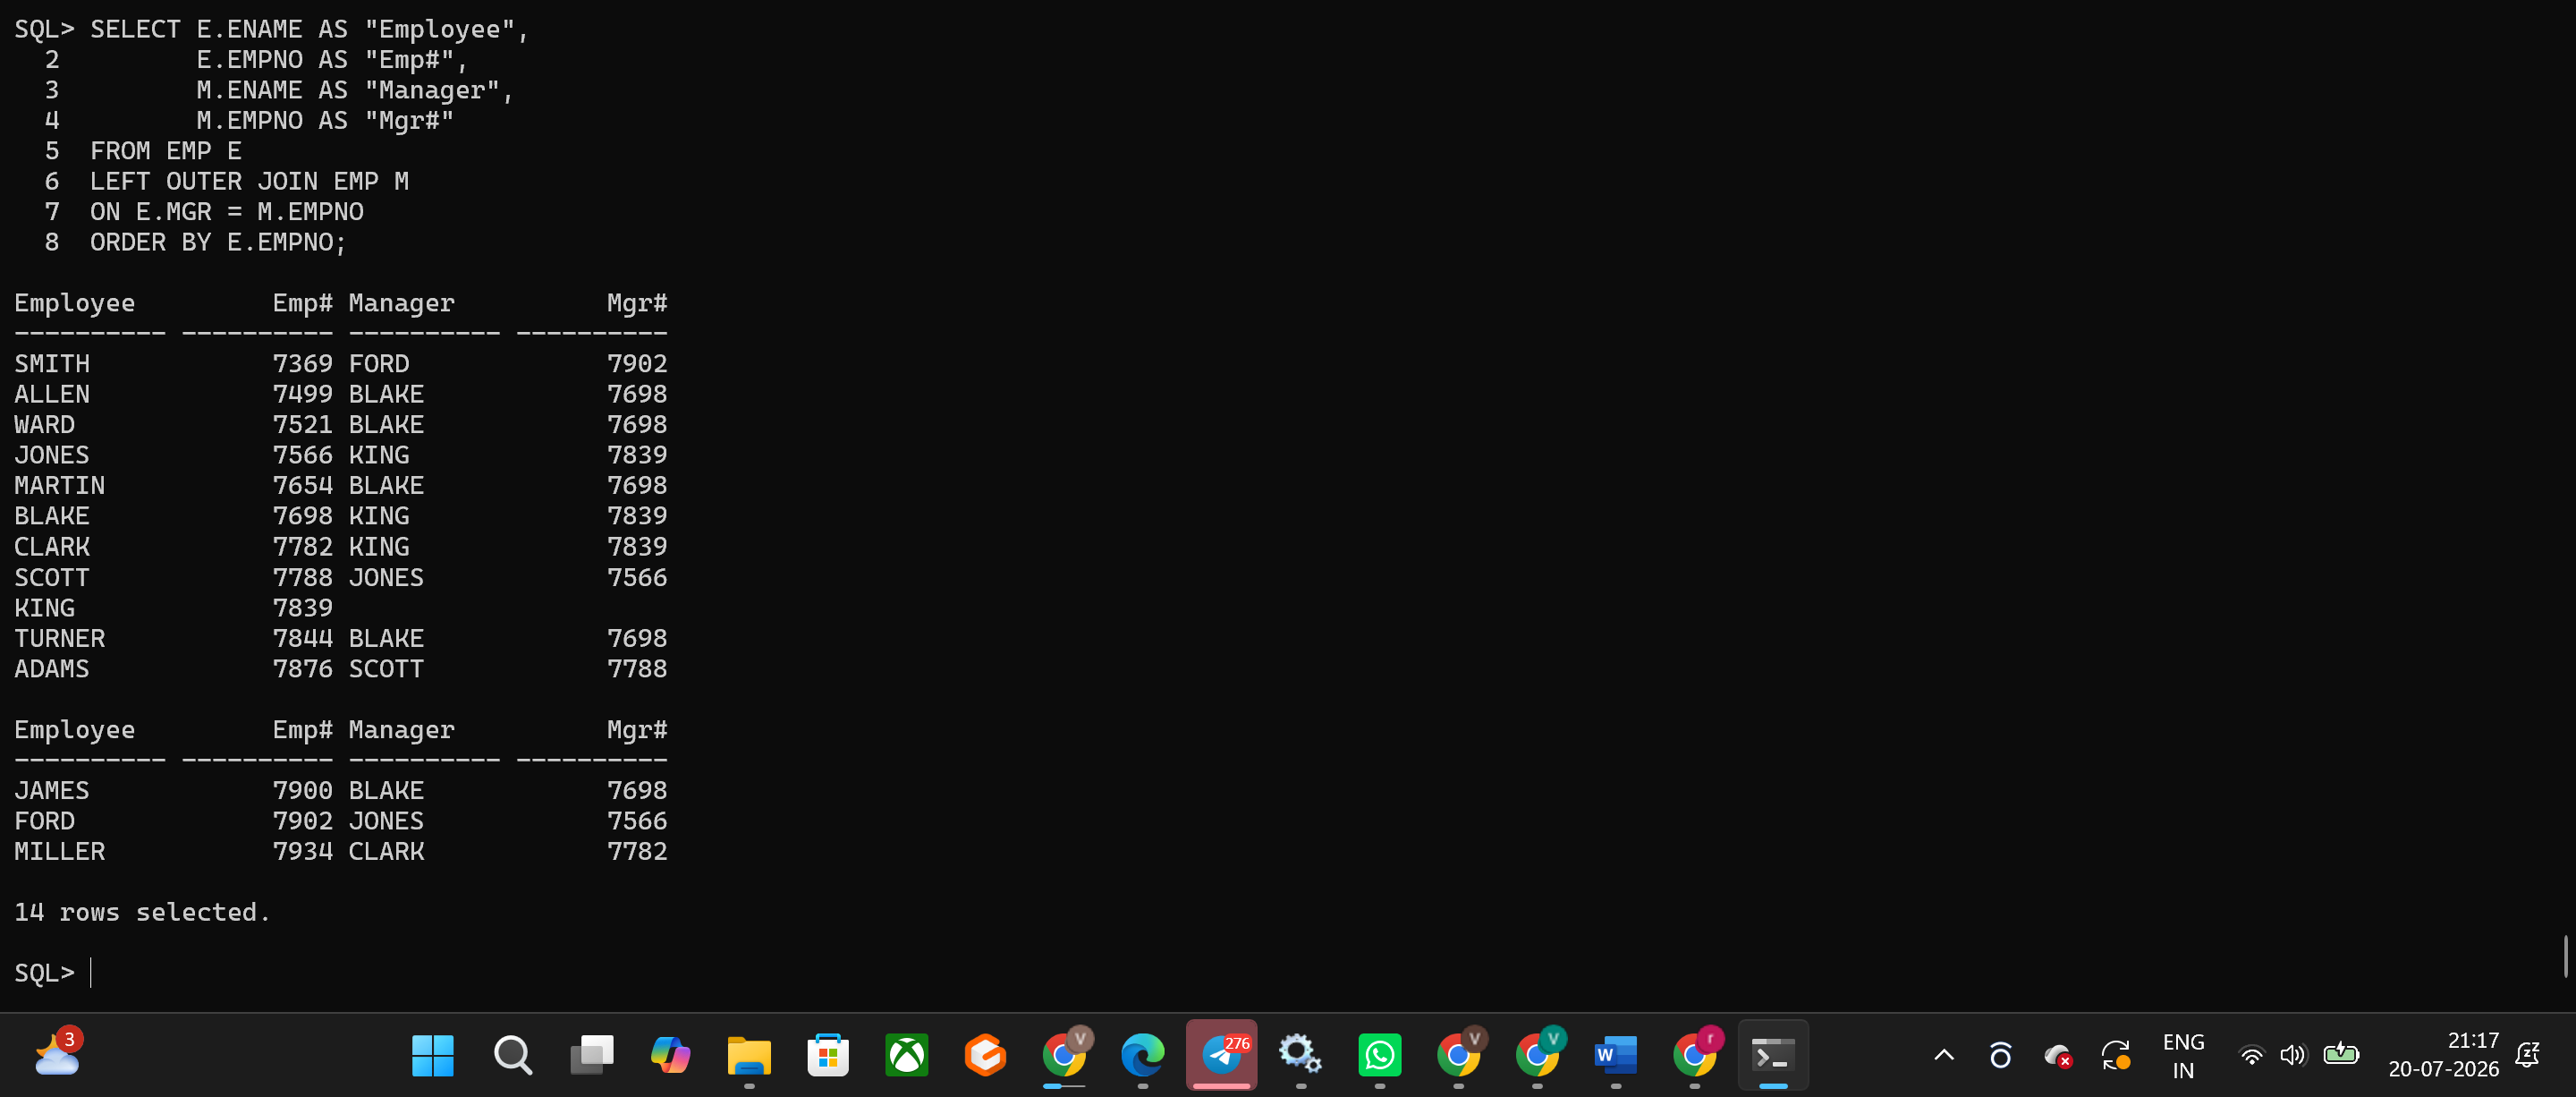 SQL> SELECT E.ENAME AS "Employee",
  2         E.EMPNO AS "Emp#",
  3         M.ENAME AS "Manager",
  4         M.EMPNO AS "Mgr#"
  5  FROM EMP E
  6  LEFT OUTER JOIN EMP M
  7  ON E.MGR = M.EMPNO
  8  ORDER BY E.EMPNO;
Employee         Emp# Manager          Mgr#
---------- ---------- ---------- ----------
SMITH            7369 FORD             7902
ALLEN            7499 BLAKE            7698
WARD             7521 BLAKE            7698
JONES            7566 KING             7839
MARTIN           7654 BLAKE            7698
BLAKE            7698 KING             7839
CLARK            7782 KING             7839
SCOTT            7788 JONES            7566
KING             7839
TURNER           7844 BLAKE            7698
ADAMS            7876 SCOTT            7788
Employee         Emp# Manager          Mgr#
---------- ---------- ---------- ----------
JAMES            7900 BLAKE            7698
FORD             7902 JONES            7566
MILLER           7934 CLARK            7782
14 rows selected.
SQL>
3
V
276
V
V
W
r
ENG
IN
21:17
20-07-2026